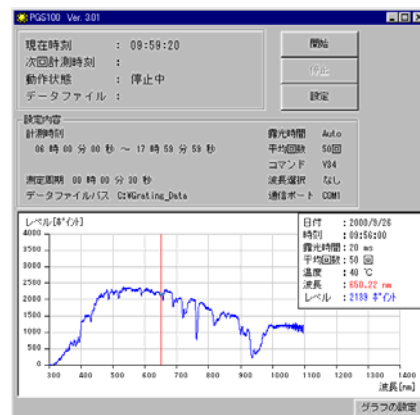 PGS100 Ver. 3.01
現在時刻 : 09:59:20
次回計測時刻 :
動作状態 : 停止中
データファイル :
開始
停止
設定
設定内容
計測時刻
06 時 00 分 00 秒 ～ 17 時 59 分 59 秒
測定周期 00 時 00 分 30 秒
データファイルパス C:¥Grating_Data
露光時間 Auto
平均回数 50回
コマンド V34
波長選択 なし
通信ポート COM1
レベル[ﾎﾟｲﾝﾄ]
日付 : 2000/9/26
時刻 : 09:56:00
露光時間 : 20 ms
平均回数 : 50 回
温度 : 40 ℃
波長 : 650.22 nm
レベル : 2139 ﾎﾟｲﾝﾄ
4000
3500
3000
2500
2000
1500
1000
500
0
300 400 500 600 700 800 900 1000 1100 1200 1300 1400
波長[nm]
グラフの設定